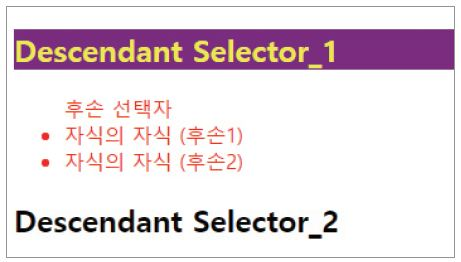 Descendant Selector_1
후손 선택자
자식의 자식 (후손1)
자식의 자식 (후손2)
Descendant Selector_2